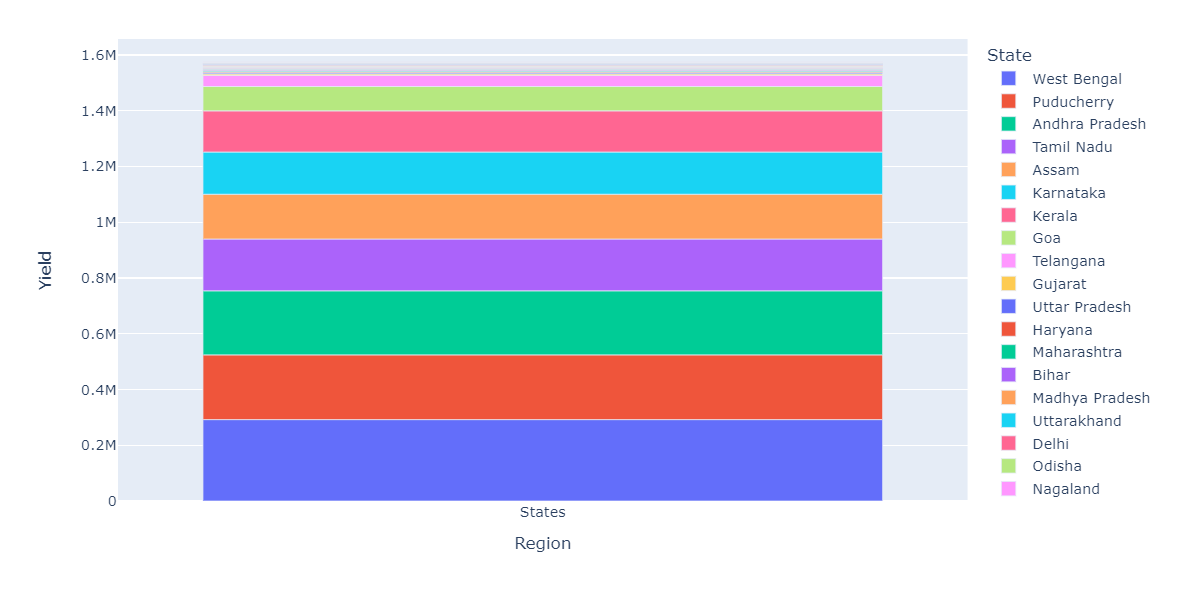 1.6M
1.4M
1.2M
1M
0.8M
0.6M
0.4M
0.2M
0
Yield
States
Region
State
West Bengal
Puducherry
Andhra Pradesh
Tamil Nadu
Assam
Karnataka
Kerala
Goa
Telangana
Gujarat
Uttar Pradesh
Haryana
Maharashtra
Bihar
Madhya Pradesh
Uttarakhand
Delhi
Odisha
Nagaland